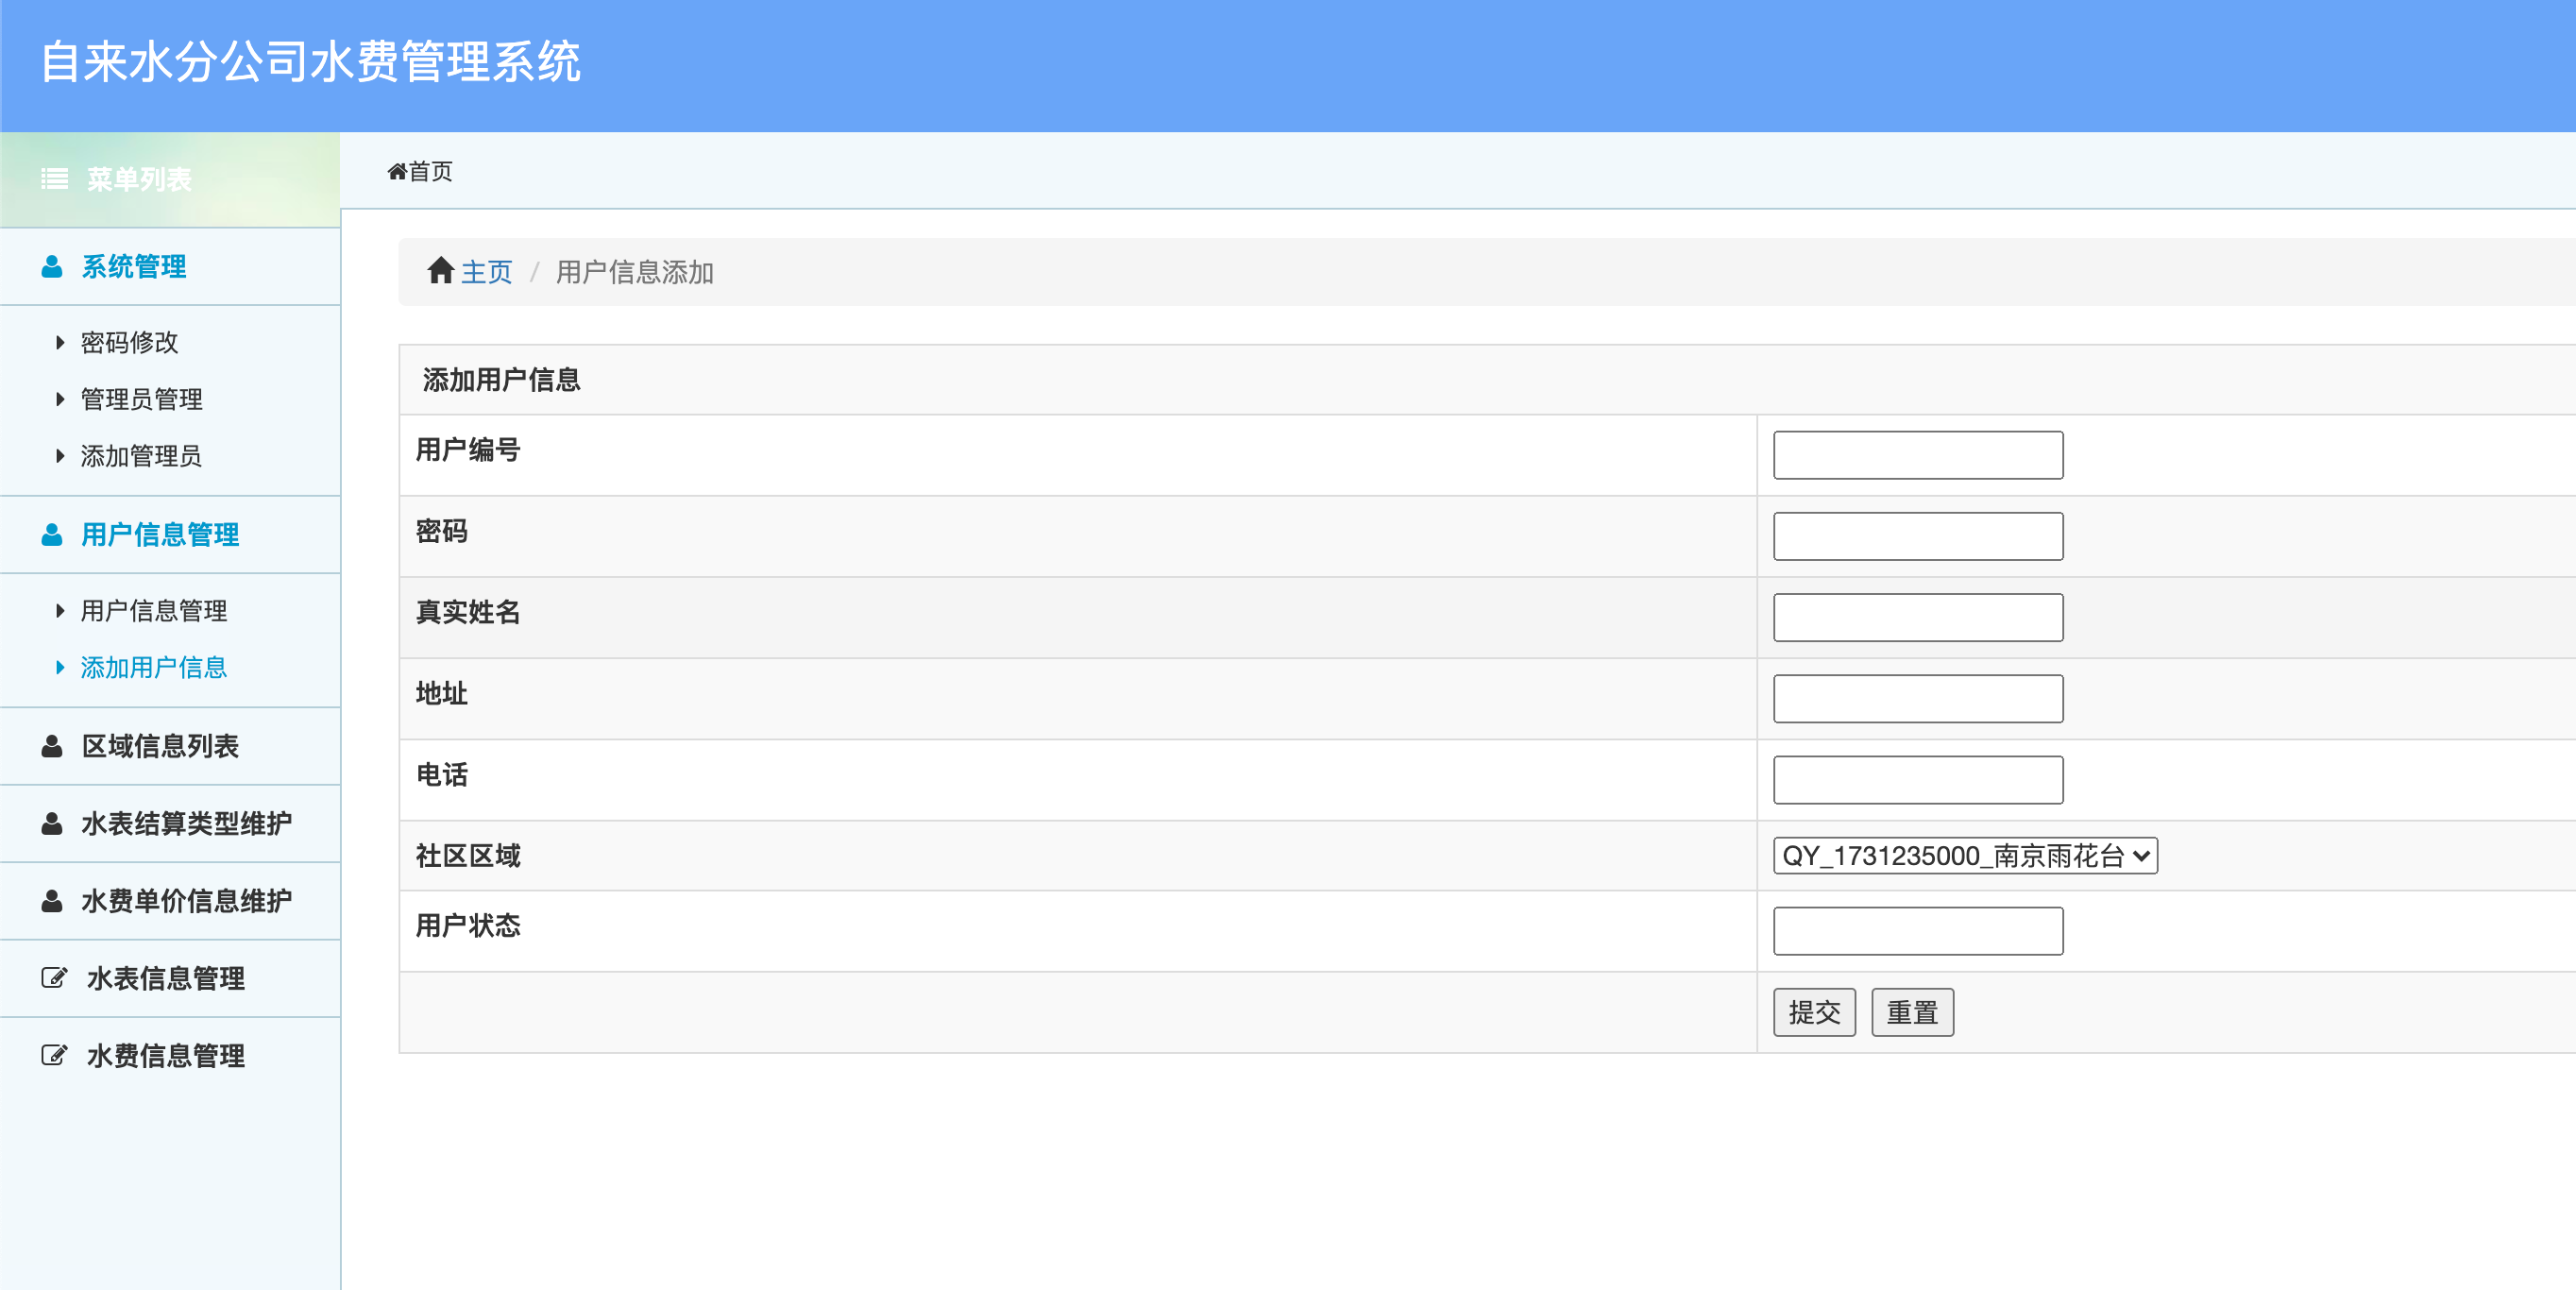 自来水分公司水费管理系统
菜单列表
首页
系统管理
密码修改
管理员管理
添加管理员
用户信息管理
用户信息管理
添加用户信息
区域信息列表
水表结算类型维护
水费单价信息维护
水表信息管理
水费信息管理
主页 / 用户信息添加
添加用户信息
用户编号
密码
真实姓名
地址
电话
社区区域 QY_1731235000_南京雨花台
用户状态
提交 重置